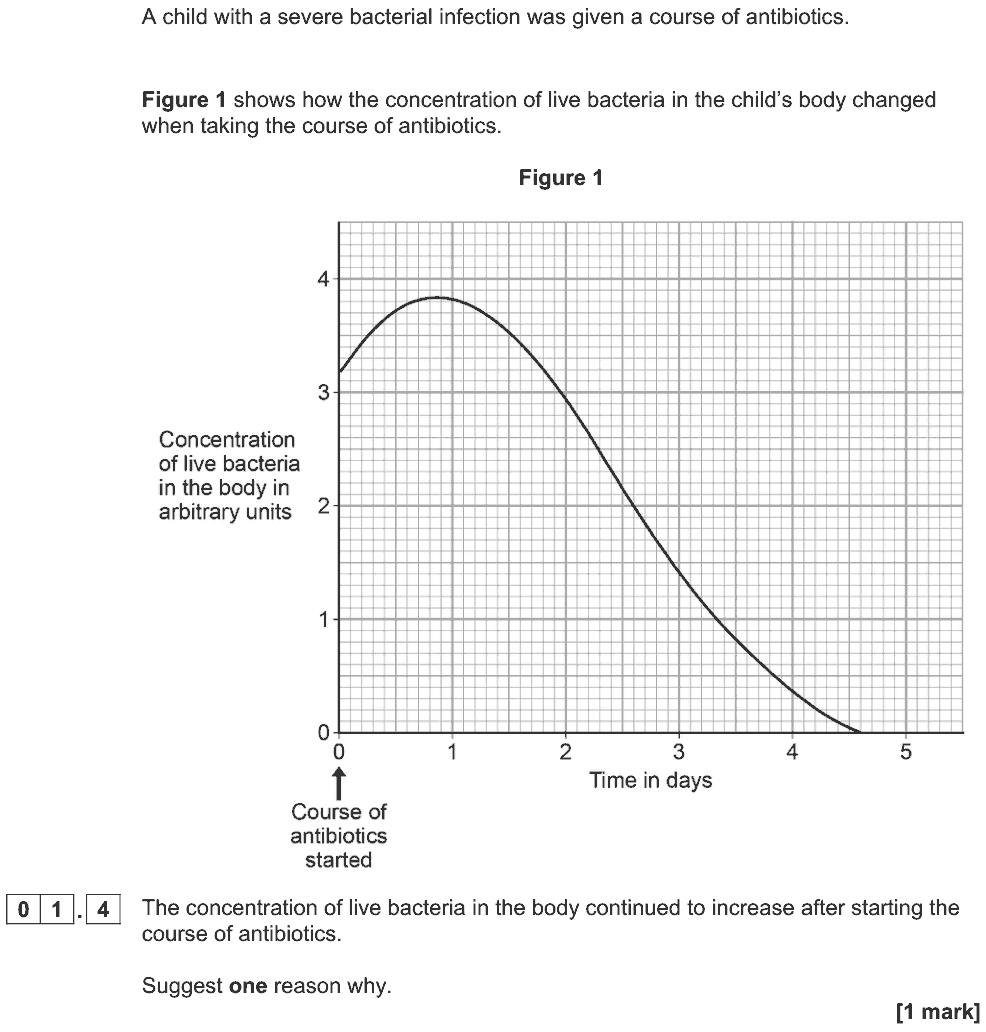 A child with a severe bacterial infection was given a course of antibiotics.
Figure 1 shows how the concentration of live bacteria in the child's body changed
when taking the course of antibiotics.
Figure 1
4
3
Concentration
of live bacteria
in the body in
arbitrary units
2
1
0
0 1 2 3 4 5
Time in days
Course of
antibiotics
started
0 1 . 4 The concentration of live bacteria in the body continued to increase after starting the
course of antibiotics.
Suggest one reason why.
[1 mark]